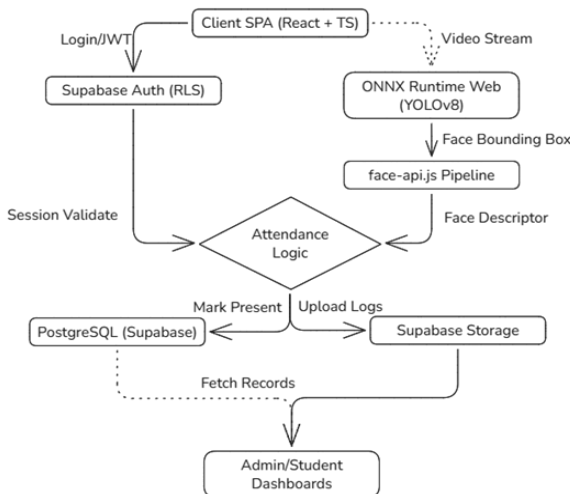 Client SPA (React + TS)
Login/JWT
Video Stream
Supabase Auth (RLS)
ONNX Runtime Web
(YOLOv8)
Face Bounding Box
face-api.js Pipeline
Session Validate
Face Descriptor
Attendance
Logic
Mark Present
Upload Logs
PostgreSQL (Supabase)
Supabase Storage
Fetch Records
Admin/Student
Dashboards